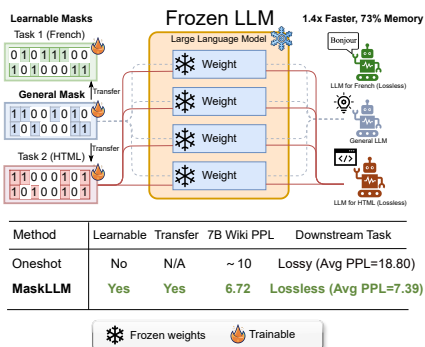 Learnable Masks
Frozen LLM
1.4x Faster, 73% Memory
Task 1 (French)
0 1 0 1 1 1 0 0
1 0 1 0 0 0 1 1
Transfer
General Mask
1 1 0 0 1 0 1 0
1 0 1 0 0 0 1 1
Transfer
Task 2 (HTML)
1 1 0 0 0 1 0 1
1 0 1 0 0 1 0 1
Large Language Model
Weight
Weight
Weight
Weight
Bonjour
LLM for French (Lossless)
General LLM
</>
LLM for HTML (Lossless)
Method Learnable Transfer 7B Wiki PPL Downstream Task
Oneshot No N/A ~ 10 Lossy (Avg PPL=18.80)
MaskLLM Yes Yes 6.72 Lossless (Avg PPL=7.39)
Frozen weights Trainable